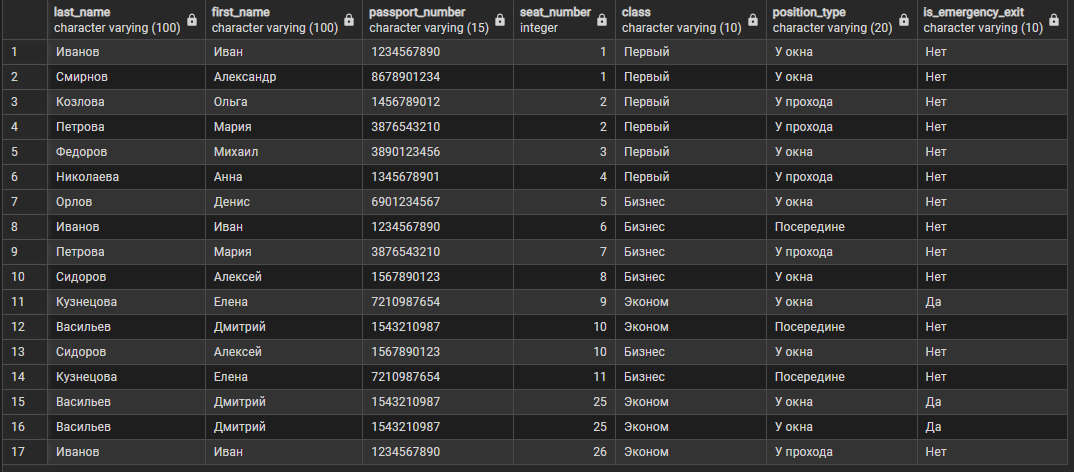 last_name first_name passport_number seat_number class position_type is_emergency_exit
character varying (100) character varying (100) character varying (15) integer character varying (10) character varying (20) character varying (10)
1 Иванов Иван 1234567890 1 Первый У окна Нет
2 Смирнов Александр 8678901234 1 Первый У окна Нет
3 Козлова Ольга 1456789012 2 Первый У прохода Нет
4 Петрова Мария 3876543210 2 Первый У прохода Нет
5 Федоров Михаил 3890123456 3 Первый У окна Нет
6 Николаева Анна 1345678901 4 Первый У прохода Нет
7 Орлов Денис 6901234567 5 Бизнес У окна Нет
8 Иванов Иван 1234567890 6 Бизнес Посередине Нет
9 Петрова Мария 3876543210 7 Бизнес У прохода Нет
10 Сидоров Алексей 1567890123 8 Бизнес У окна Нет
11 Кузнецова Елена 7210987654 9 Эконом У окна Да
12 Васильев Дмитрий 1543210987 10 Эконом Посередине Нет
13 Сидоров Алексей 1567890123 10 Бизнес У окна Нет
14 Кузнецова Елена 7210987654 11 Бизнес Посередине Нет
15 Васильев Дмитрий 1543210987 25 Эконом У окна Да
16 Васильев Дмитрий 1543210987 25 Эконом У окна Да
17 Иванов Иван 1234567890 26 Эконом У прохода Нет